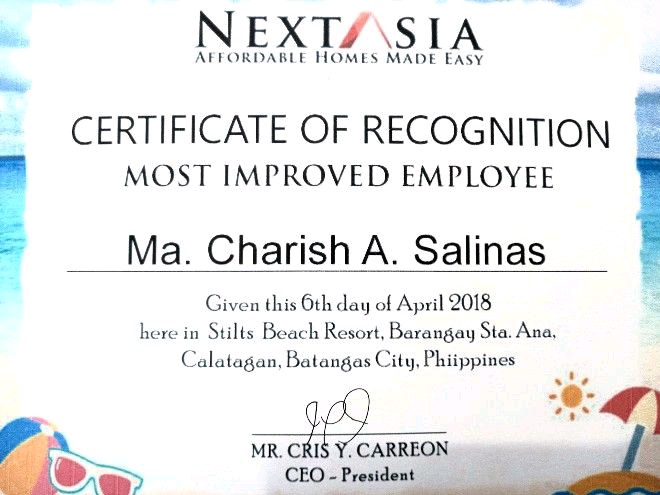 NEXTASIA
AFFORDABLE HOMES MADE EASY
CERTIFICATE OF RECOGNITION
MOST IMPROVED EMPLOYEE
Ma. Charish A. Salinas
Given this 6th day of April 2018
here in Stilts Beach Resort, Barangay Sta. Ana,
Calatagan, Batangas City, Phiippines
MR. CRIS Y. CARREON
CEO - President